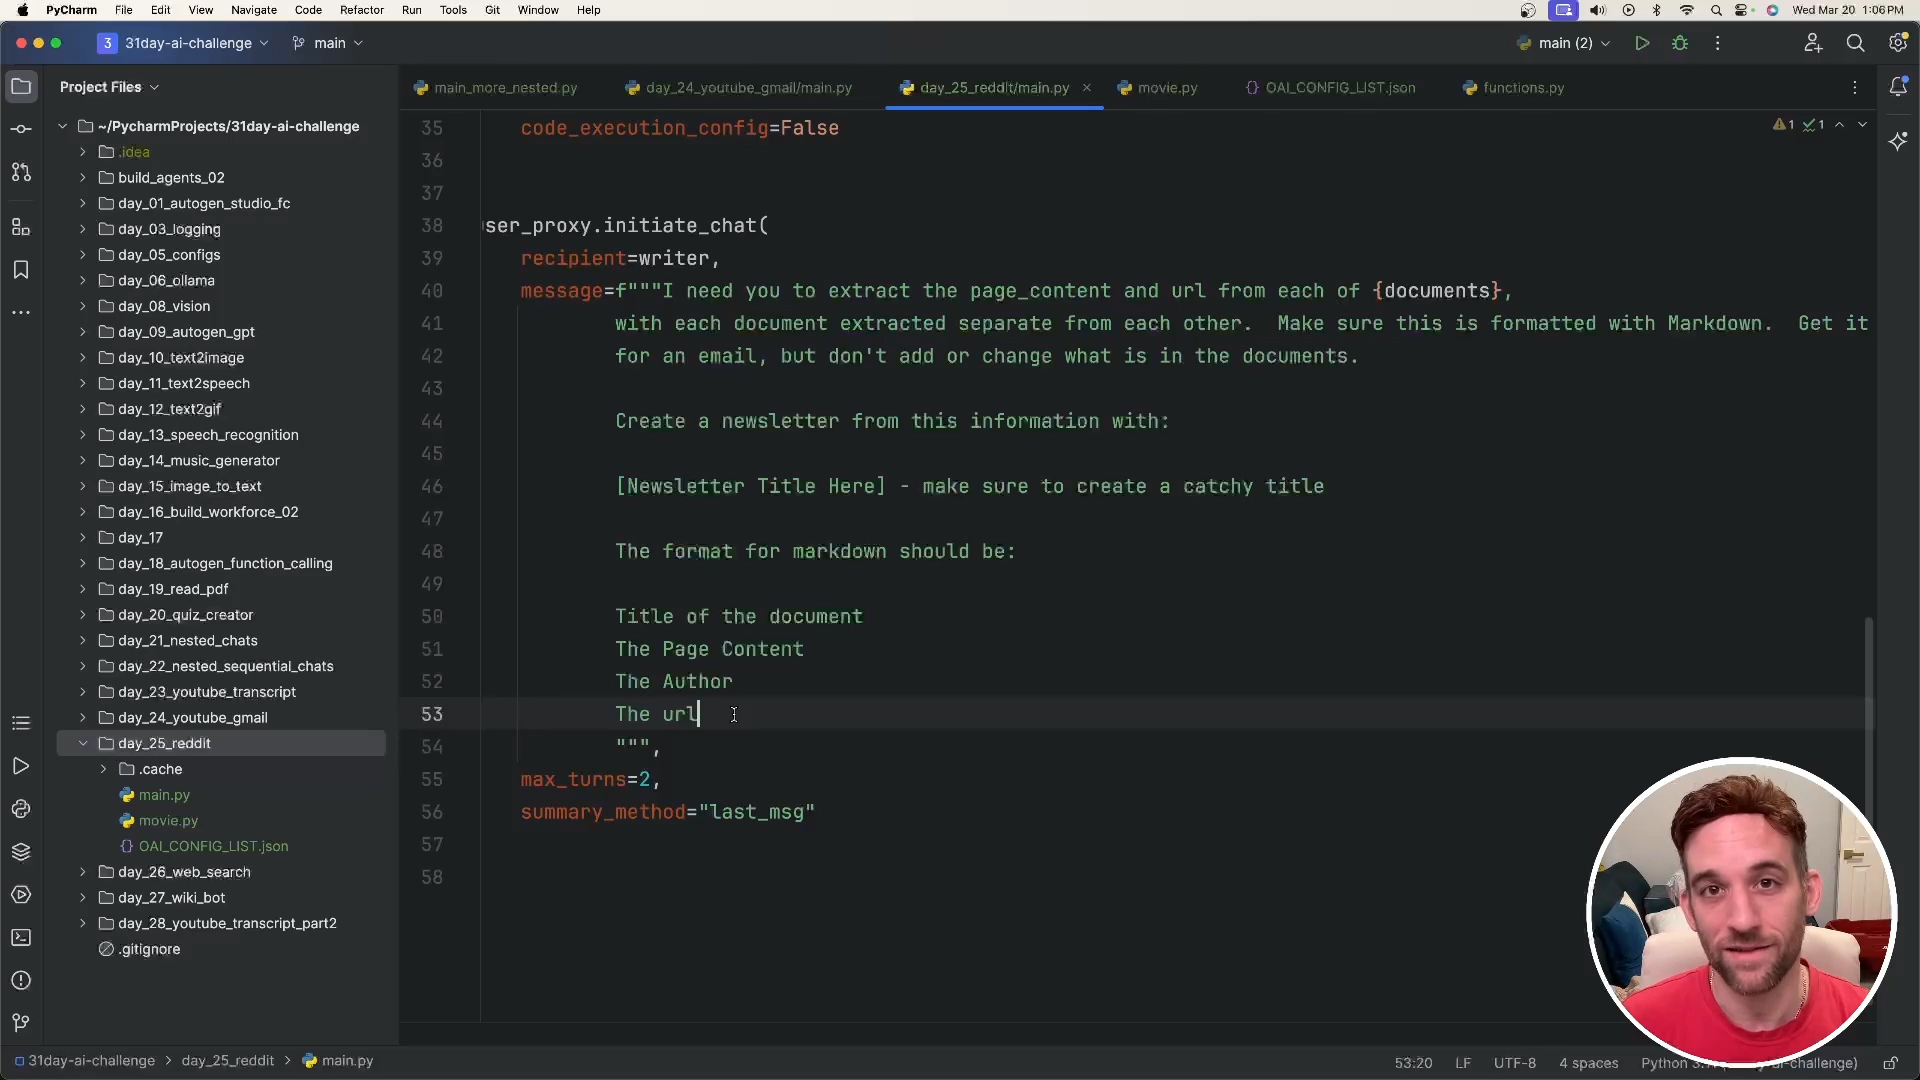 PyCharm File Edit View Navigate Code Refactor Run Tools Git Window Help Wed Mar 20 1:06 PM
3 31day-ai-challenge main main (2)
Project Files
main_more_nested.py day_24_youtube_gmail/main.py day_25_reddit/main.py movie.py OAI_CONFIG_LIST.json functions.py
~/PycharmProjects/31day-ai-challenge
.idea
build_agents_02
day_01_autogen_studio_fc
day_03_logging
day_05_configs
day_06_ollama
day_08_vision
day_09_autogen_gpt
day_10_text2image
day_11_text2speech
day_12_text2gif
day_13_speech_recognition
day_14_music_generator
day_15_image_to_text
day_16_build_workforce_02
day_17
day_18_autogen_function_calling
day_19_read_pdf
day_20_quiz_creator
day_21_nested_chats
day_22_nested_sequential_chats
day_23_youtube_transcript
day_24_youtube_gmail
day_25_reddit
.cache
main.py
movie.py
OAI_CONFIG_LIST.json
day_26_web_search
day_27_wiki_bot
day_28_youtube_transcript_part2
.gitignore
1 1
35 code_execution_config=False
36
37
38 ser_proxy.initiate_chat(
39 recipient=writer,
40 message=f"""I need you to extract the page_content and url from each of {documents},
41 with each document extracted separate from each other.  Make sure this is formatted with Markdown.  Get it
42 for an email, but don't add or change what is in the documents.
43
44 Create a newsletter from this information with:
45
46 [Newsletter Title Here] - make sure to create a catchy title
47
48 The format for markdown should be:
49
50 Title of the document
51 The Page Content
52 The Author
53 The url
54 """,
55 max_turns=2,
56 summary_method="last_msg"
57
58
31day-ai-challenge > day_25_reddit > main.py 53:20 LF UTF-8 4 spaces Python ai-challenge)